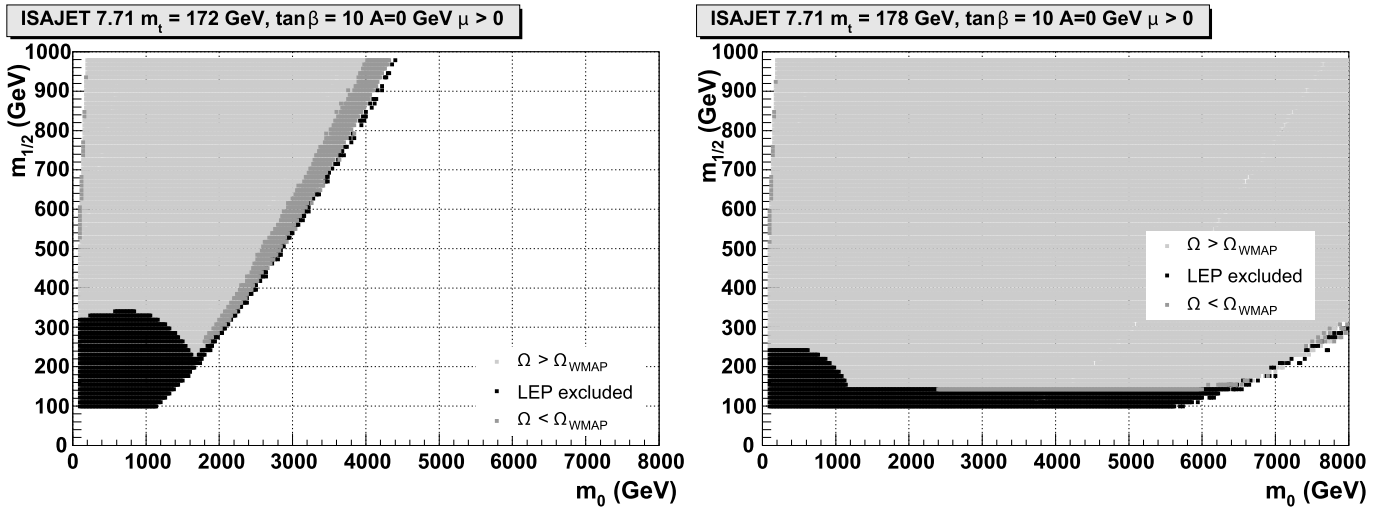 ISAJET 7.71 m_t = 172 GeV, tan β = 10 A=0 GeV μ > 0
m_1/2 (GeV)
1000
900
800
700
600
500
400
300
200
100
0
Ω > Ω_WMAP
LEP excluded
Ω < Ω_WMAP
0 1000 2000 3000 4000 5000 6000 7000 8000
m_0 (GeV)
ISAJET 7.71 m_t = 178 GeV, tan β = 10 A=0 GeV μ > 0
m_1/2 (GeV)
1000
900
800
700
600
500
400
300
200
100
0
Ω > Ω_WMAP
LEP excluded
Ω < Ω_WMAP
0 1000 2000 3000 4000 5000 6000 7000 8000
m_0 (GeV)